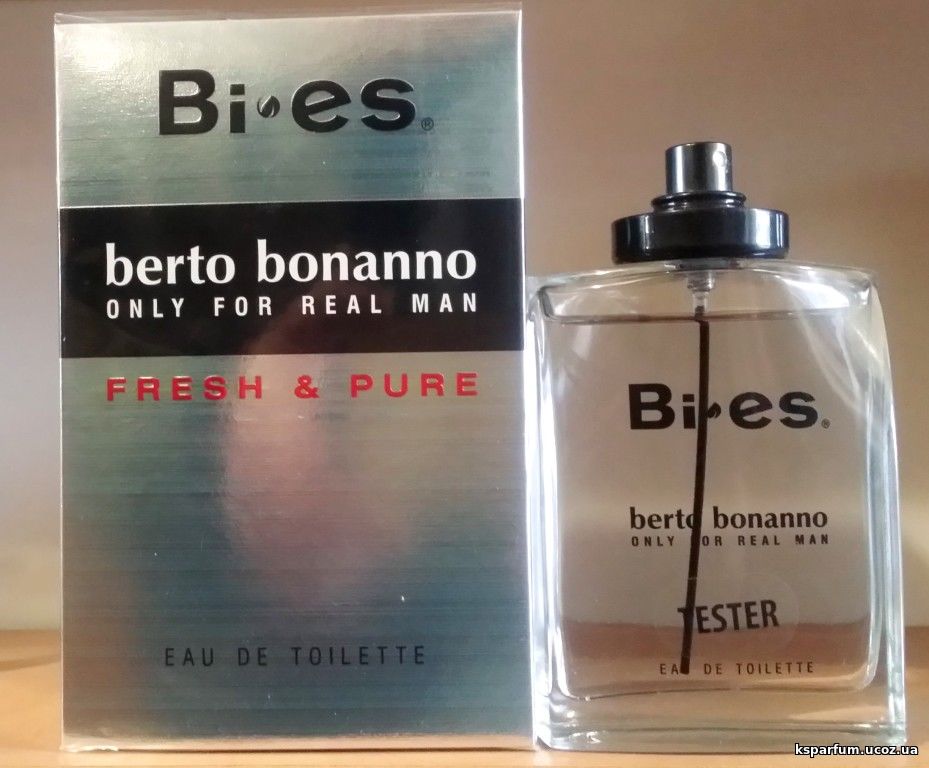 Bi-es®
berto bonanno
ONLY FOR REAL MAN
FRESH & PURE
EAU DE TOILETTE
Bi-es®
berto bonanno
ONLY FOR REAL MAN
TESTER
EAU DE TOILETTE
ksparfum.ucoz.ua